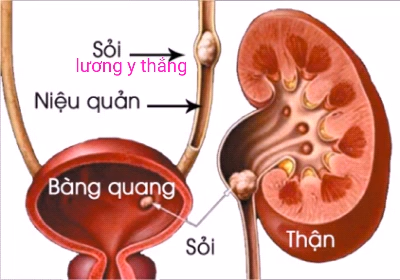 Sỏi
lương y thắng
Niệu quản
Bàng quang
Sỏi
Thận